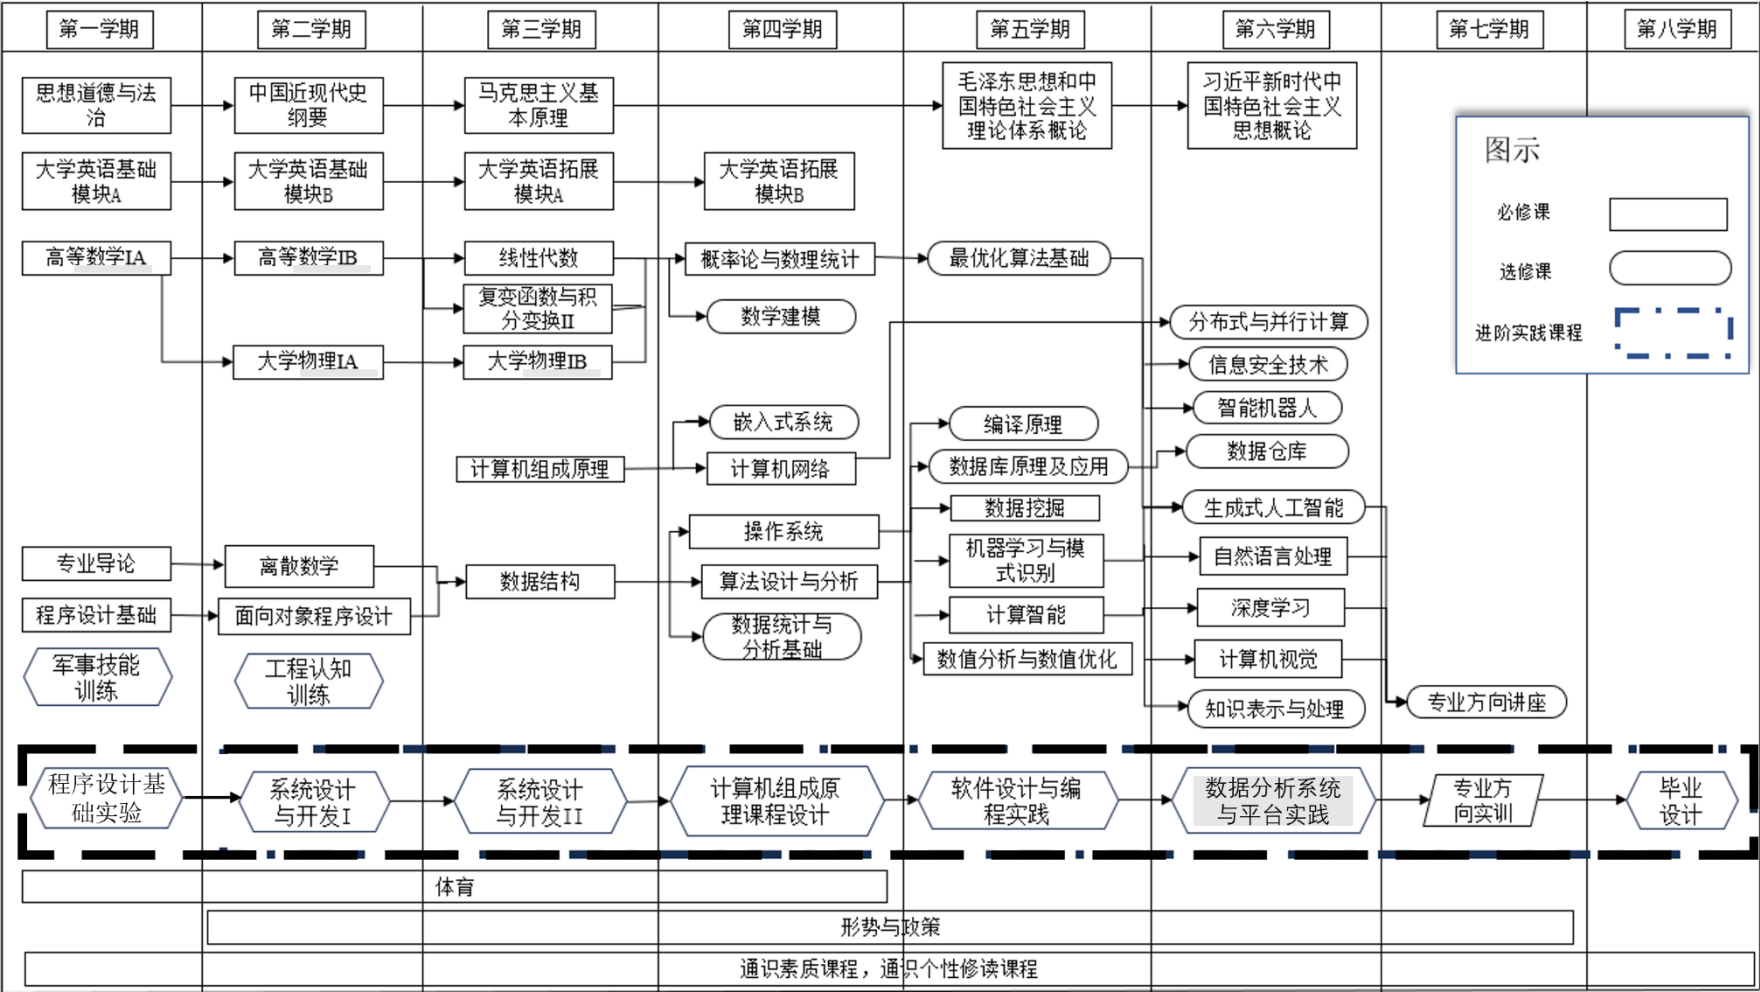 第一学期
第二学期
第三学期
第四学期
第五学期
第六学期
第七学期
第八学期
思想道德与法
治
中国近现代史
纲要
马克思主义基
本原理
毛泽东思想和中
国特色社会主义
理论体系概论
习近平新时代中
国特色社会主义
思想概论
大学英语基础
模块A
大学英语基础
模块B
大学英语拓展
模块A
大学英语拓展
模块B
图示
必修课
选修课
进阶实践课程
高等数学IA
高等数学IB
线性代数
概率论与数理统计
最优化算法基础
复变函数与积
分变换II
数学建模
分布式与并行计算
大学物理IA
大学物理IB
信息安全技术
智能机器人
嵌入式系统
编译原理
数据仓库
计算机组成原理
计算机网络
数据库原理及应用
数据挖掘
生成式人工智能
操作系统
机器学习与模
式识别
自然语言处理
专业导论
离散数学
数据结构
算法设计与分析
计算智能
深度学习
程序设计基础
面向对象程序设计
数据统计与
分析基础
数值分析与数值优化
计算机视觉
军事技能
训练
工程认知
训练
知识表示与处理
专业方向讲座
程序设计基
础实验
系统设计
与开发I
系统设计
与开发II
计算机组成原
理课程设计
软件设计与编
程实践
数据分析系统
与平台实践
专业方
向实训
毕业
设计
体育
形势与政策
通识素质课程，通识个性修读课程